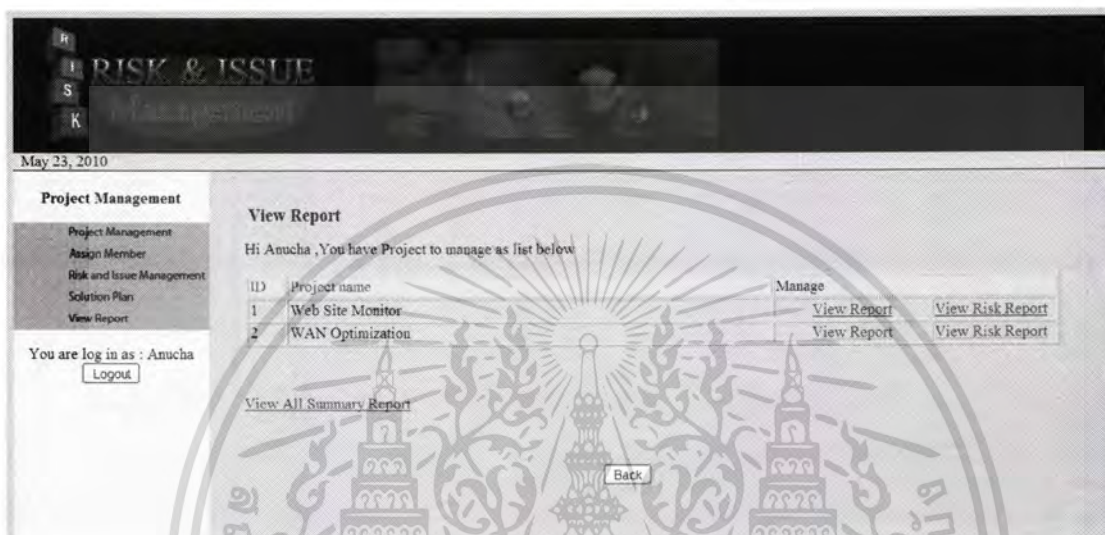 R
I
S
K
RISK & ISSUE
Management
May 23, 2010
Project Management
Project Management
Assign Member
Risk and Issue Management
Solution Plan
View Report
You are log in as : Anucha
Logout
View Report
Hi Anucha ,You have Project to manage as list below
ID Project name Manage
1 Web Site Monitor View Report View Risk Report
2 WAN Optimization View Report View Risk Report
View All Summary Report
Back